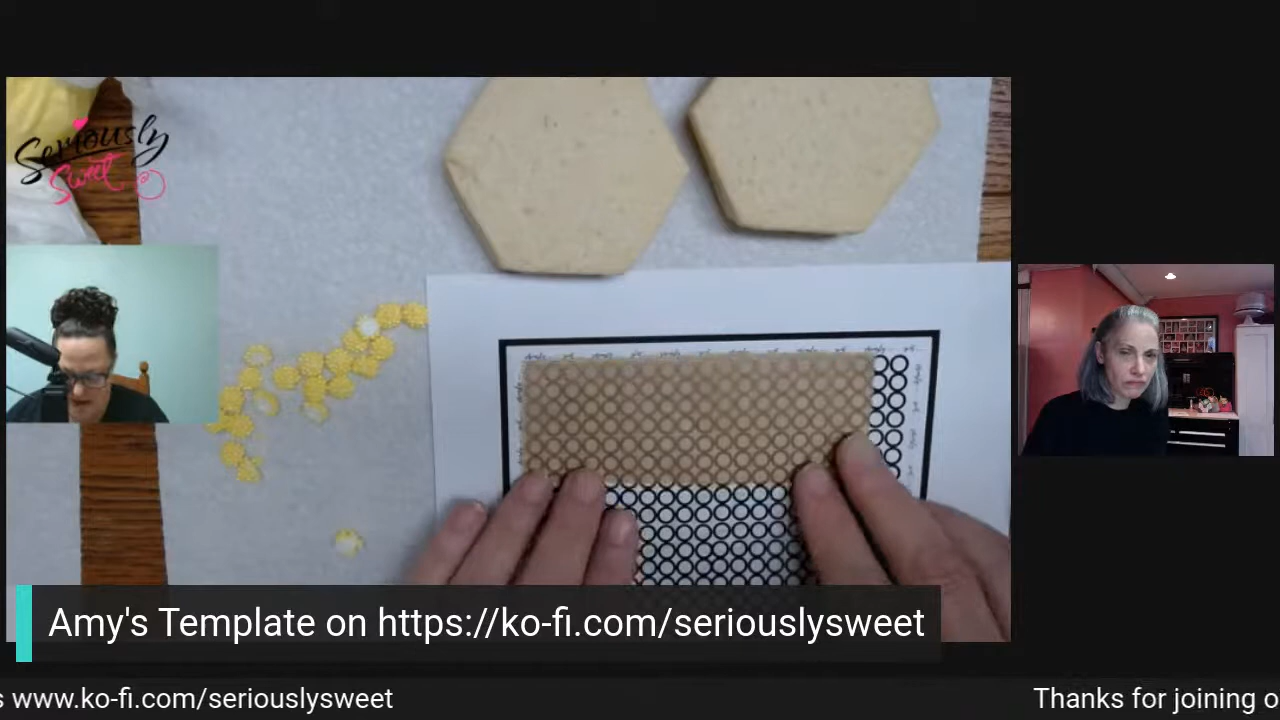 Seriously
Sweet
Amy's Template on https://ko-fi.com/seriouslysweet
s www.ko-fi.com/seriouslysweet
Thanks for joining o